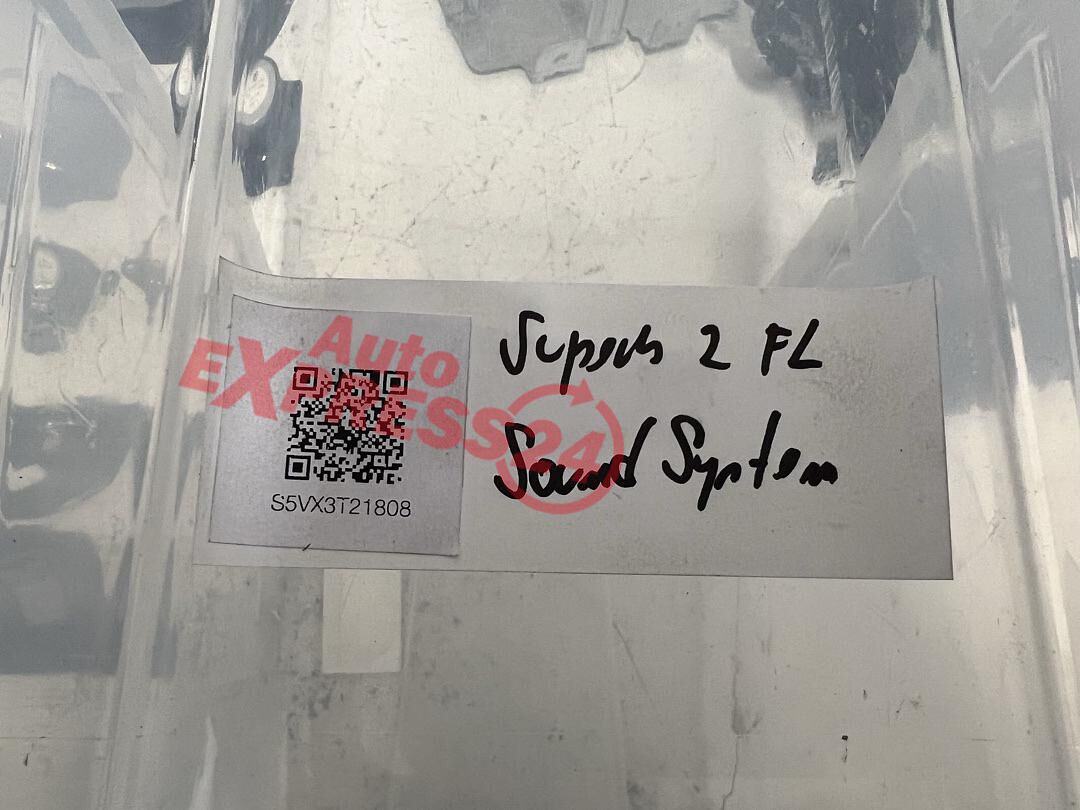 Superb 2 FL
Sound System
Auto
EXPRESS24
S5VX3T21808